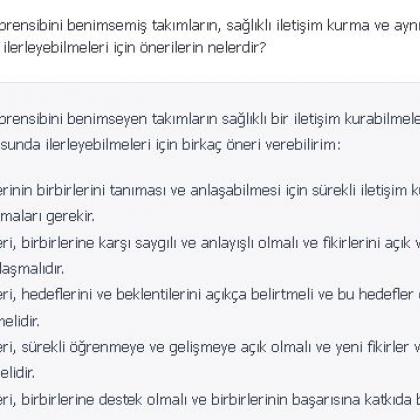 prensibini benimsemiş takımların, sağlıklı iletişim kurma ve
ilerleyebilmeleri için önerilerin nelerdir?
prensibini benimseyen takımların sağlıklı bir iletişim
sunda ilerleyebilmeleri için birkaç öneri verebilirim:
erinin birbirlerini tanıması ve anlaşabilmesi için sürekli iletişim
maları gerekir.
eri, birbirlerine karşı saygılı ve anlayışlı olmalı ve fikirlerini açık
laşmalıdır.
eri, hedeflerini ve beklentilerini açıkça belirtmeli ve bu hedefler
melidir.
eri, sürekli öğrenmeye ve gelişmeye açık olmalı ve yeni fikirler
elidir.
eri, birbirlerine destek olmalı ve birbirlerinin başarısına katkıda